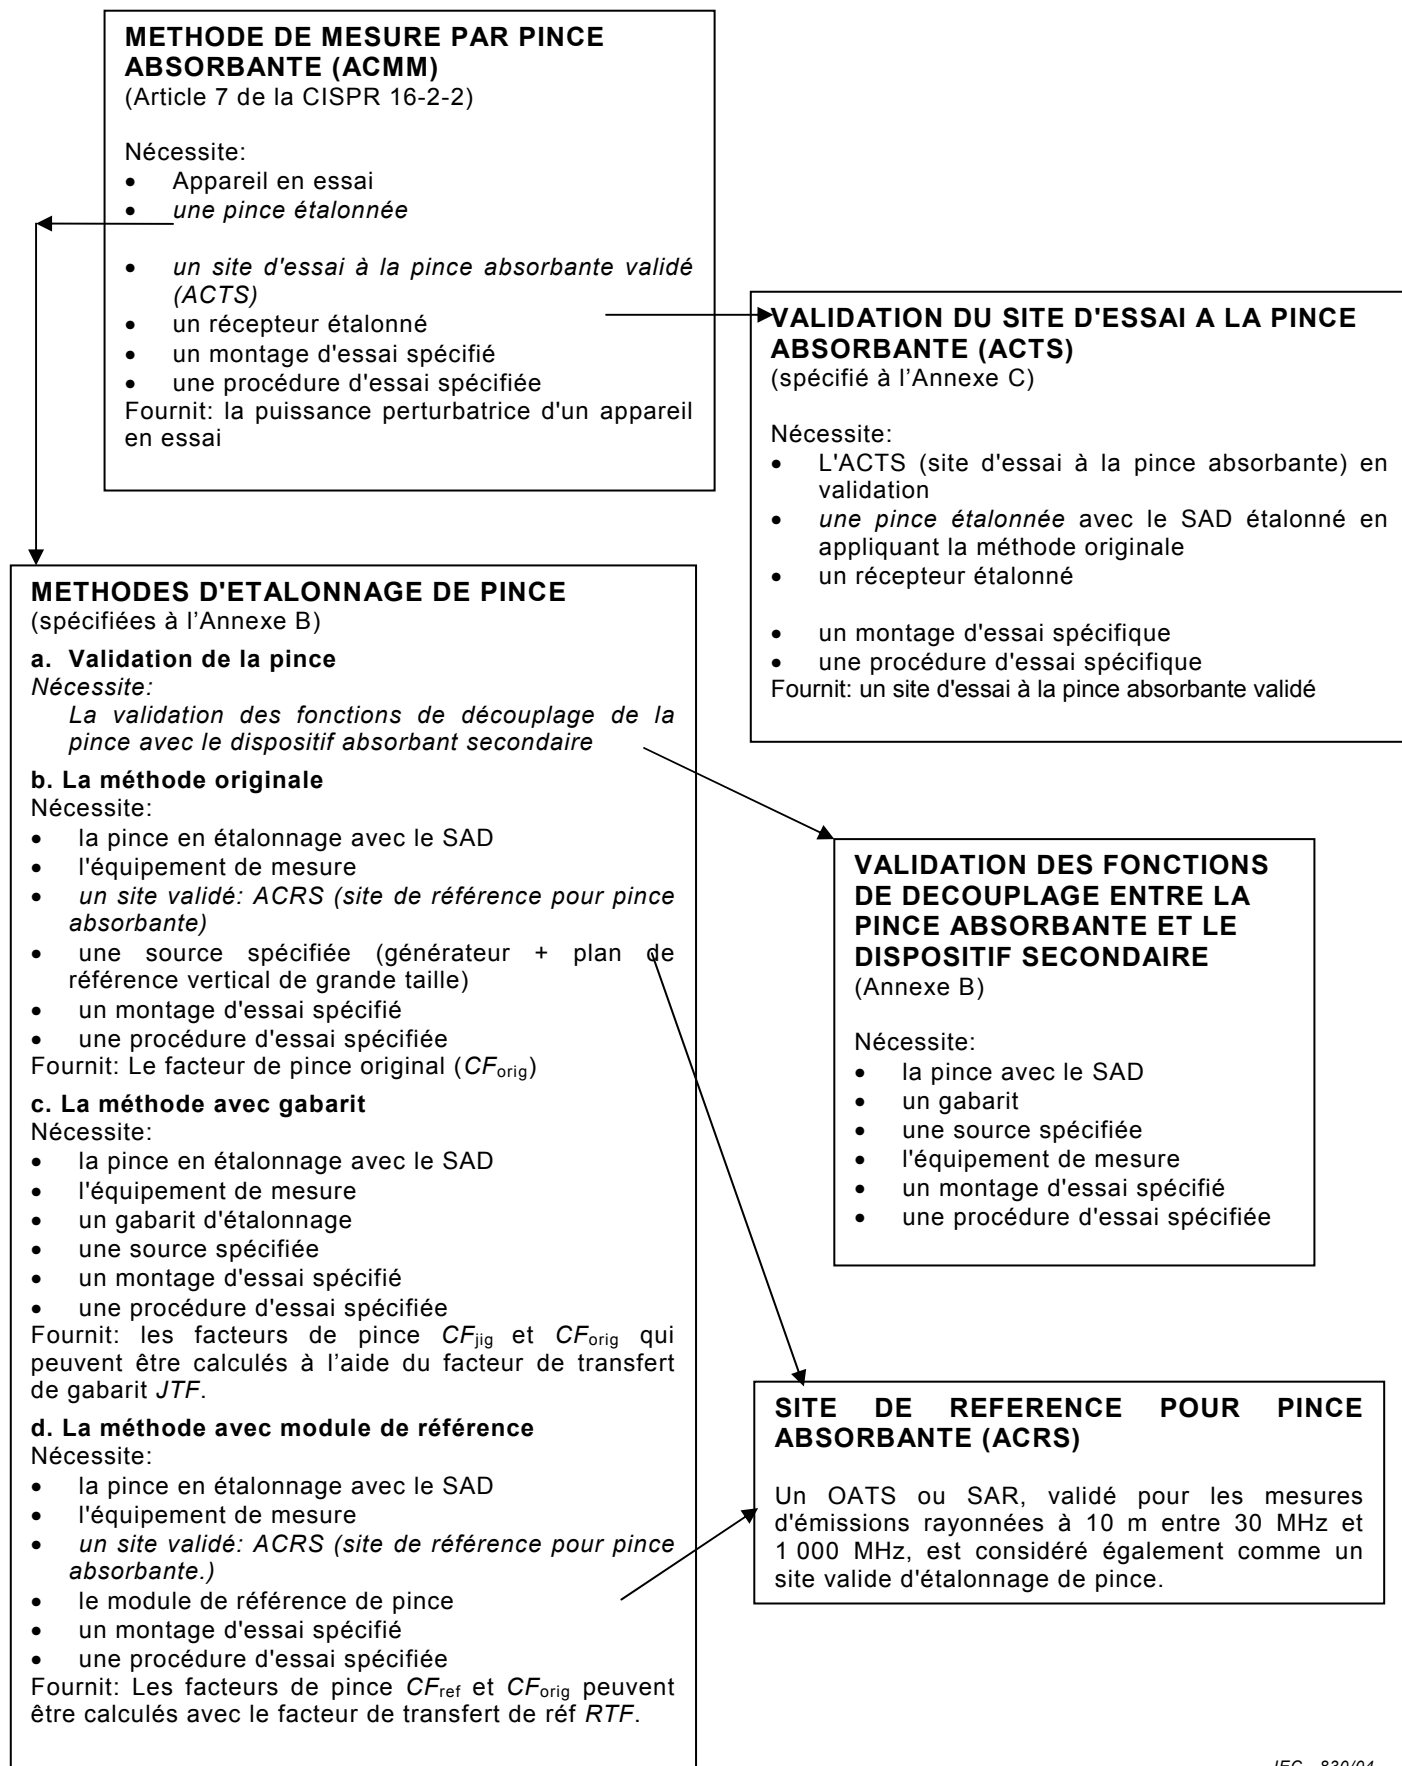 METHODE DE MESURE PAR PINCE
ABSORBANTE (ACMM)
(Article 7 de la CISPR 16-2-2)
Nécessite:
• Appareil en essai
• une pince étalonnée
• un site d'essai à la pince absorbante validé
(ACTS)
• un récepteur étalonné
• un montage d'essai spécifié
• une procédure d'essai spécifiée
Fournit: la puissance perturbatrice d'un appareil
en essai
VALIDATION DU SITE D'ESSAI A LA PINCE
ABSORBANTE (ACTS)
(spécifié à l’Annexe C)
Nécessite:
• L'ACTS (site d'essai à la pince absorbante) en
validation
• une pince étalonnée avec le SAD étalonné en
appliquant la méthode originale
• un récepteur étalonné
• un montage d'essai spécifique
• une procédure d'essai spécifique
Fournit: un site d'essai à la pince absorbante validé
METHODES D'ETALONNAGE DE PINCE
(spécifiées à l’Annexe B)
a. Validation de la pince
Nécessite:
La validation des fonctions de découplage de la
pince avec le dispositif absorbant secondaire
b. La méthode originale
Nécessite:
• la pince en étalonnage avec le SAD
• l'équipement de mesure
• un site validé: ACRS (site de référence pour pince
absorbante)
• une source spécifiée (générateur + plan de
référence vertical de grande taille)
• un montage d'essai spécifié
• une procédure d'essai spécifiée
Fournit: Le facteur de pince original (CForig)
c. La méthode avec gabarit
Nécessite:
• la pince en étalonnage avec le SAD
• l'équipement de mesure
• un gabarit d'étalonnage
• une source spécifiée
• un montage d'essai spécifié
• une procédure d'essai spécifiée
Fournit: les facteurs de pince CFjig et CForig qui
peuvent être calculés à l’aide du facteur de transfert
de gabarit JTF.
d. La méthode avec module de référence
Nécessite:
• la pince en étalonnage avec le SAD
• l'équipement de mesure
• un site validé: ACRS (site de référence pour pince
absorbante.)
• le module de référence de pince
• un montage d'essai spécifié
• une procédure d'essai spécifiée
Fournit: Les facteurs de pince CFref et CForig peuvent
être calculés avec le facteur de transfert de réf RTF.
VALIDATION DES FONCTIONS
DE DECOUPLAGE ENTRE LA
PINCE ABSORBANTE ET LE
DISPOSITIF SECONDAIRE
(Annexe B)
Nécessite:
• la pince avec le SAD
• un gabarit
• une source spécifiée
• l'équipement de mesure
• un montage d'essai spécifié
• une procédure d'essai spécifiée
SITE DE REFERENCE POUR PINCE
ABSORBANTE (ACRS)
Un OATS ou SAR, validé pour les mesures
d'émissions rayonnées à 10 m entre 30 MHz et
1 000 MHz, est considéré également comme un
site valide d'étalonnage de pince.
IEC 830/04